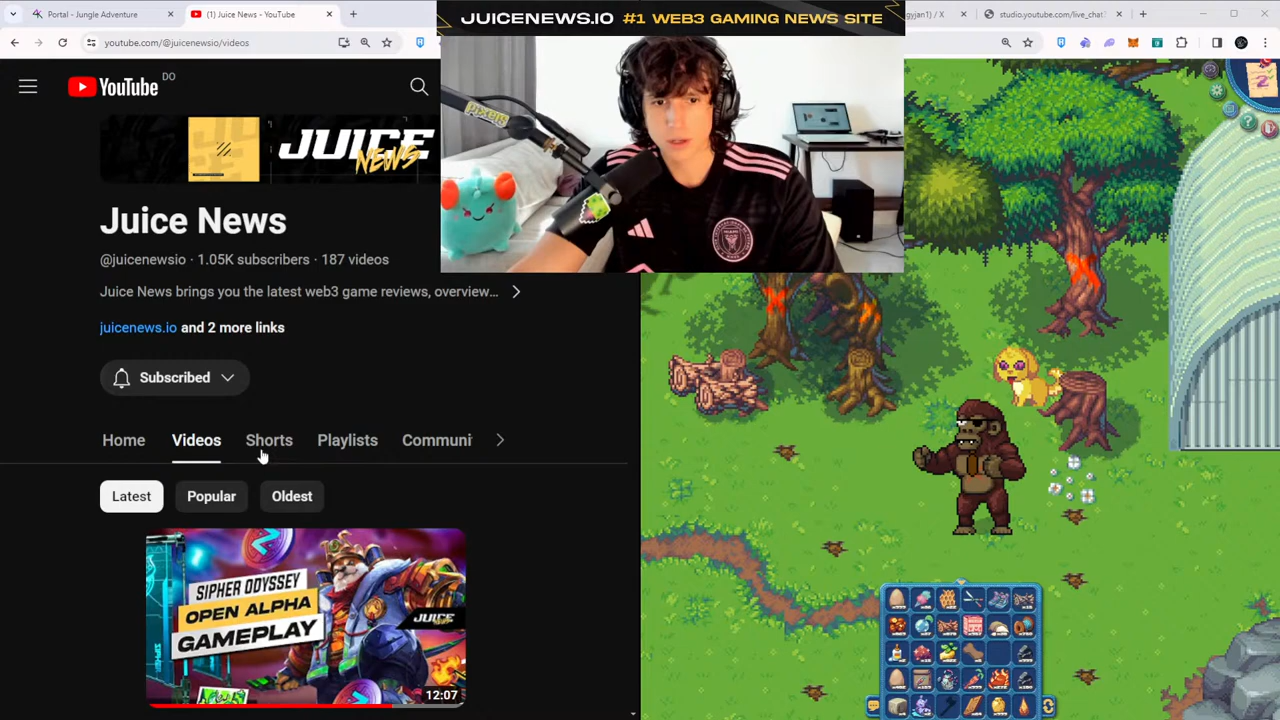 Portal - Jungle Adventure
(1) Juice News - YouTube
JUICENEWS.IO #1 WEB3 GAMING NEWS SITE
gyjan1) / X
studio.youtube.com/live_chat
youtube.com/@juicenewsio/videos
YouTube DO
JUICE
NEWS
pixels
Juice News
@juicenewsio · 1.05K subscribers · 187 videos
Juice News brings you the latest web3 game reviews, overview...
juicenews.io and 2 more links
Subscribed
Home Videos Shorts Playlists Communi
Latest Popular Oldest
SIPHER ODYSSEY
OPEN ALPHA
GAMEPLAY
JUICE
12:07